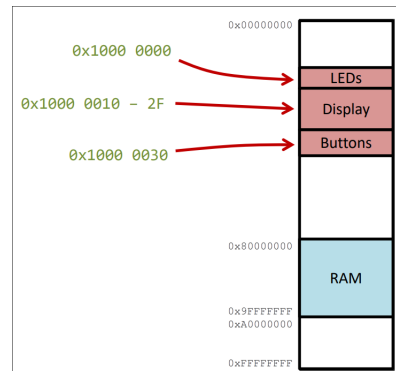 0x00000000
0x1000 0000
LEDs
0x1000 0010 – 2F
Display
0x1000 0030
Buttons
0x80000000
RAM
0x9FFFFFFF
0xA0000000
0xFFFFFFFF